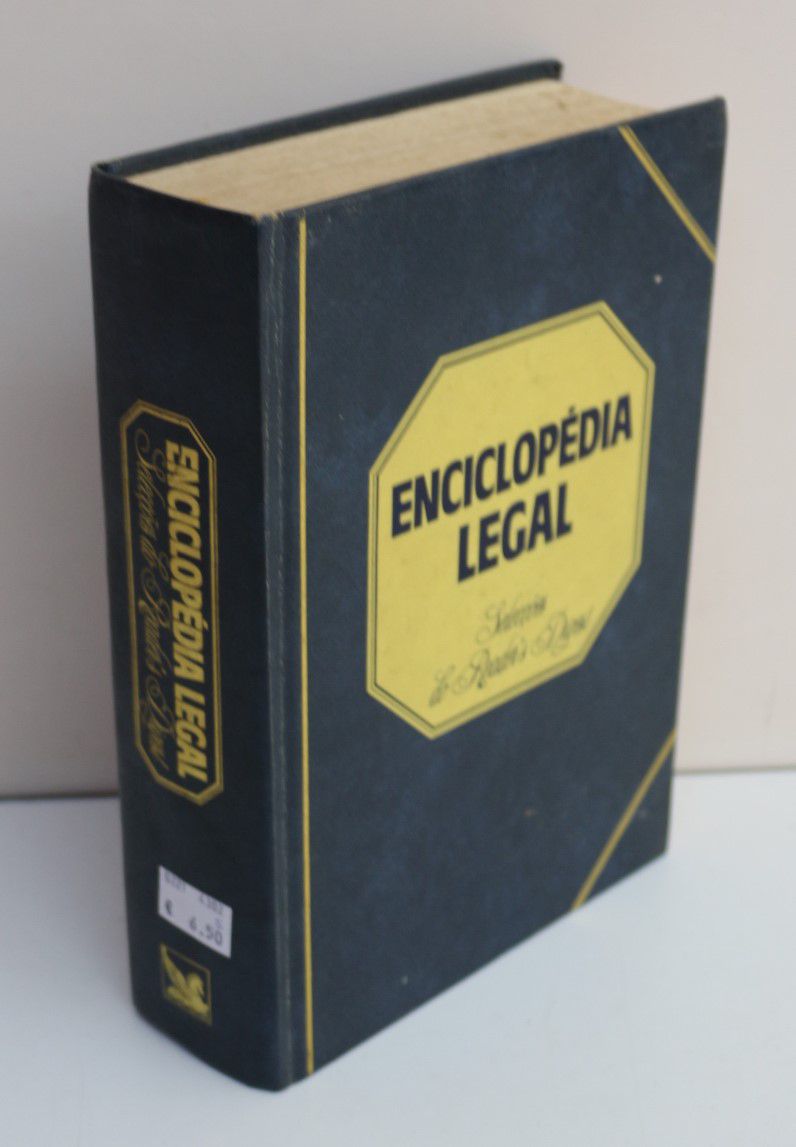 ENCICLOPÉDIA
LEGAL
Selecções
do Reader's Digest
ENCICLOPÉDIA LEGAL
Selecções do Reader's Digest
€ 6.50